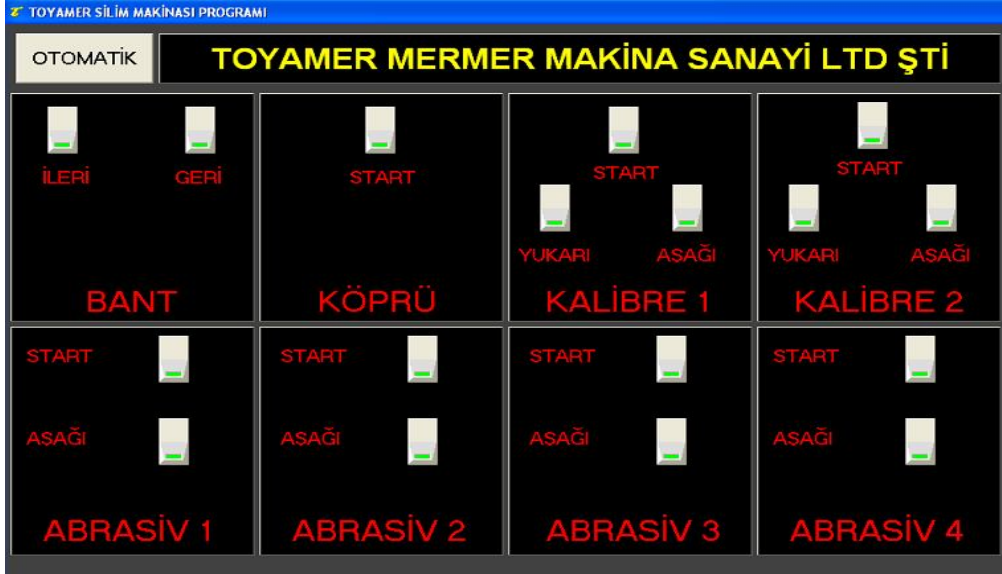 TOYAMER SİLİM MAKİNASI PROGRAMI
OTOMATİK
TOYAMER MERMER MAKİNA SANAYİ LTD ŞTİ
İLERİ GERİ
BANT
START
KÖPRÜ
START
YUKARI AŞAĞI
KALİBRE 1
START
YUKARI AŞAĞI
KALİBRE 2
START
AŞAĞI
ABRASİV 1
START
AŞAĞI
ABRASİV 2
START
AŞAĞI
ABRASİV 3
START
AŞAĞI
ABRASİV 4